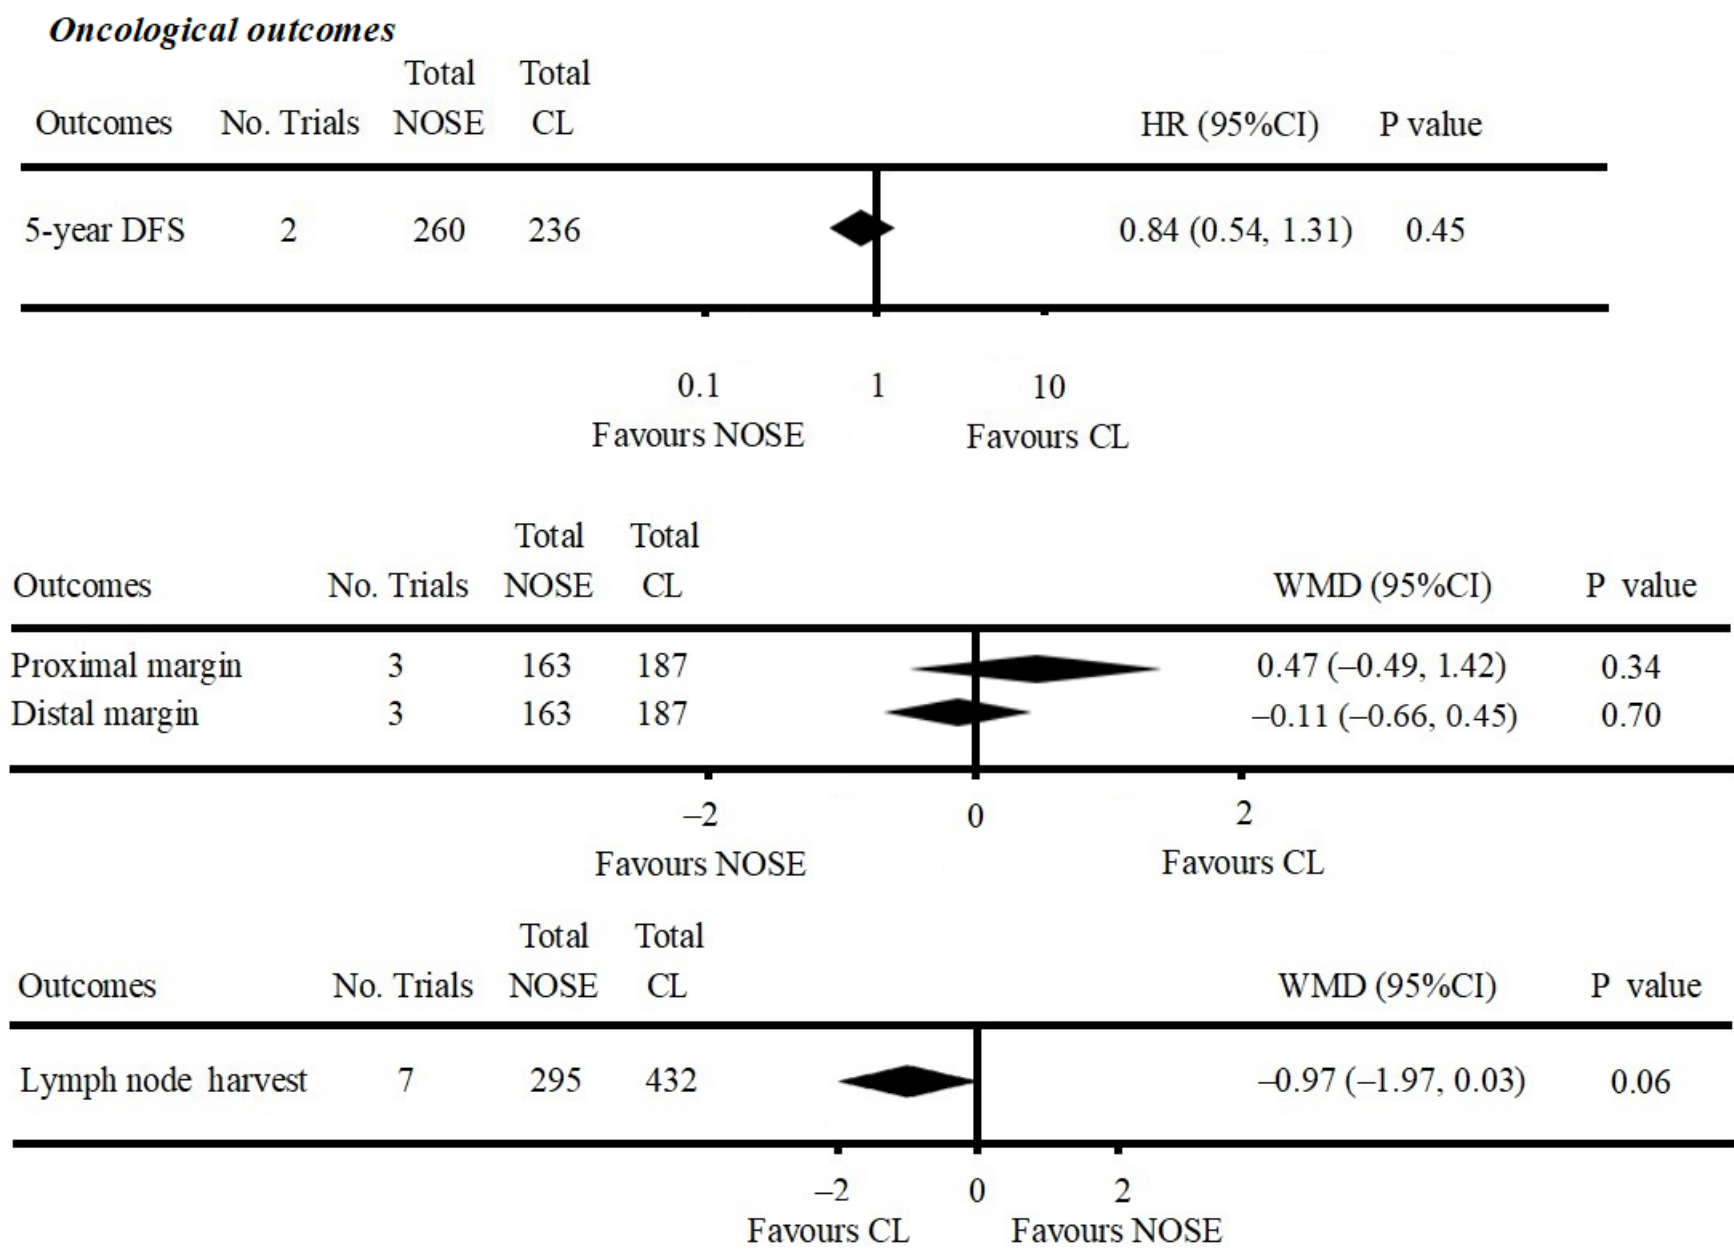 Oncological outcomes
Total Total
Outcomes No. Trials NOSE CL HR (95%CI) P value
5-year DFS 2 260 236 0.84 (0.54, 1.31) 0.45
0.1 1 10
Favours NOSE Favours CL
Total Total
Outcomes No. Trials NOSE CL WMD (95%CI) P value
Proximal margin 3 163 187 0.47 (–0.49, 1.42) 0.34
Distal margin 3 163 187 –0.11 (–0.66, 0.45) 0.70
–2 0 2
Favours NOSE Favours CL
Total Total
Outcomes No. Trials NOSE CL WMD (95%CI) P value
Lymph node harvest 7 295 432 –0.97 (–1.97, 0.03) 0.06
–2 0 2
Favours CL Favours NOSE